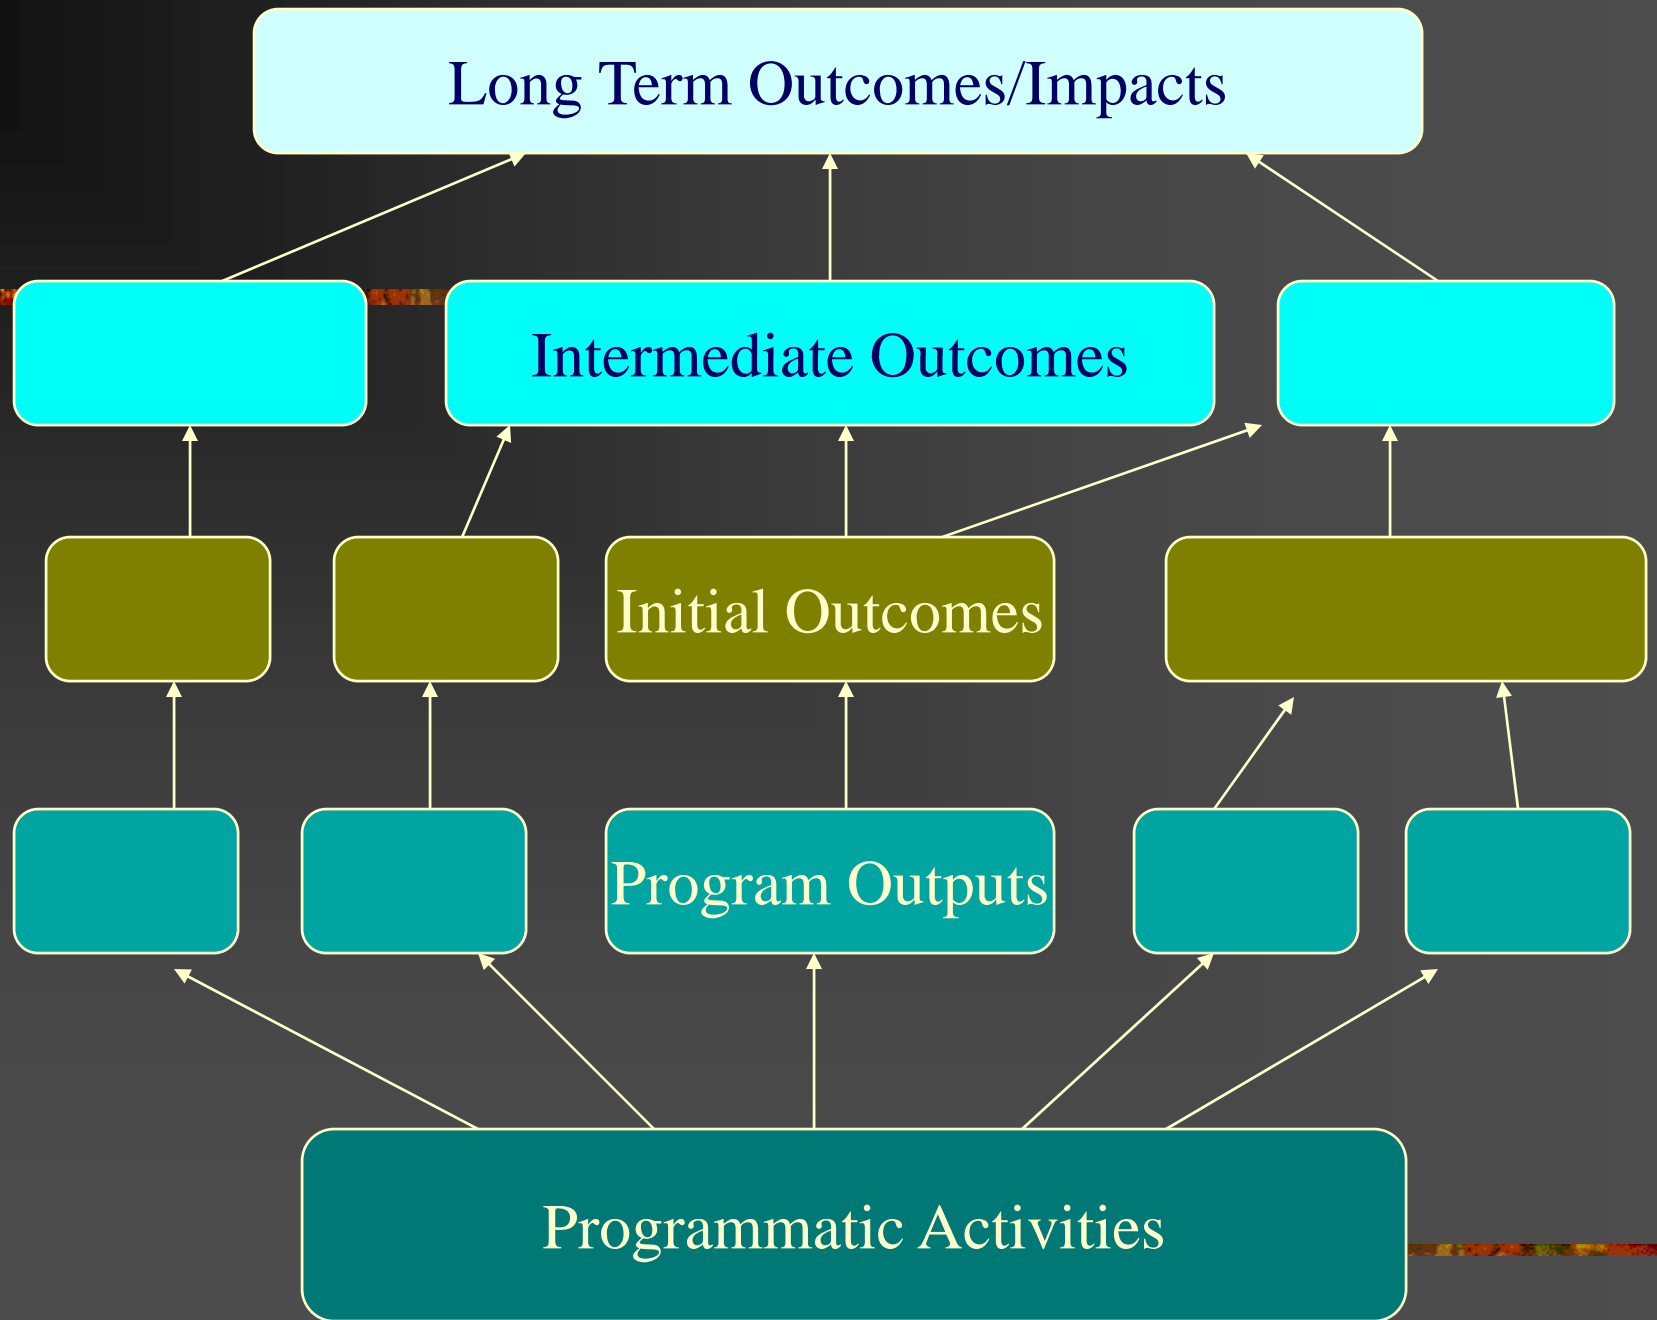 Long Term Outcomes/Impacts
Intermediate Outcomes
Initial Outcomes
Program Outputs
Programmatic Activities